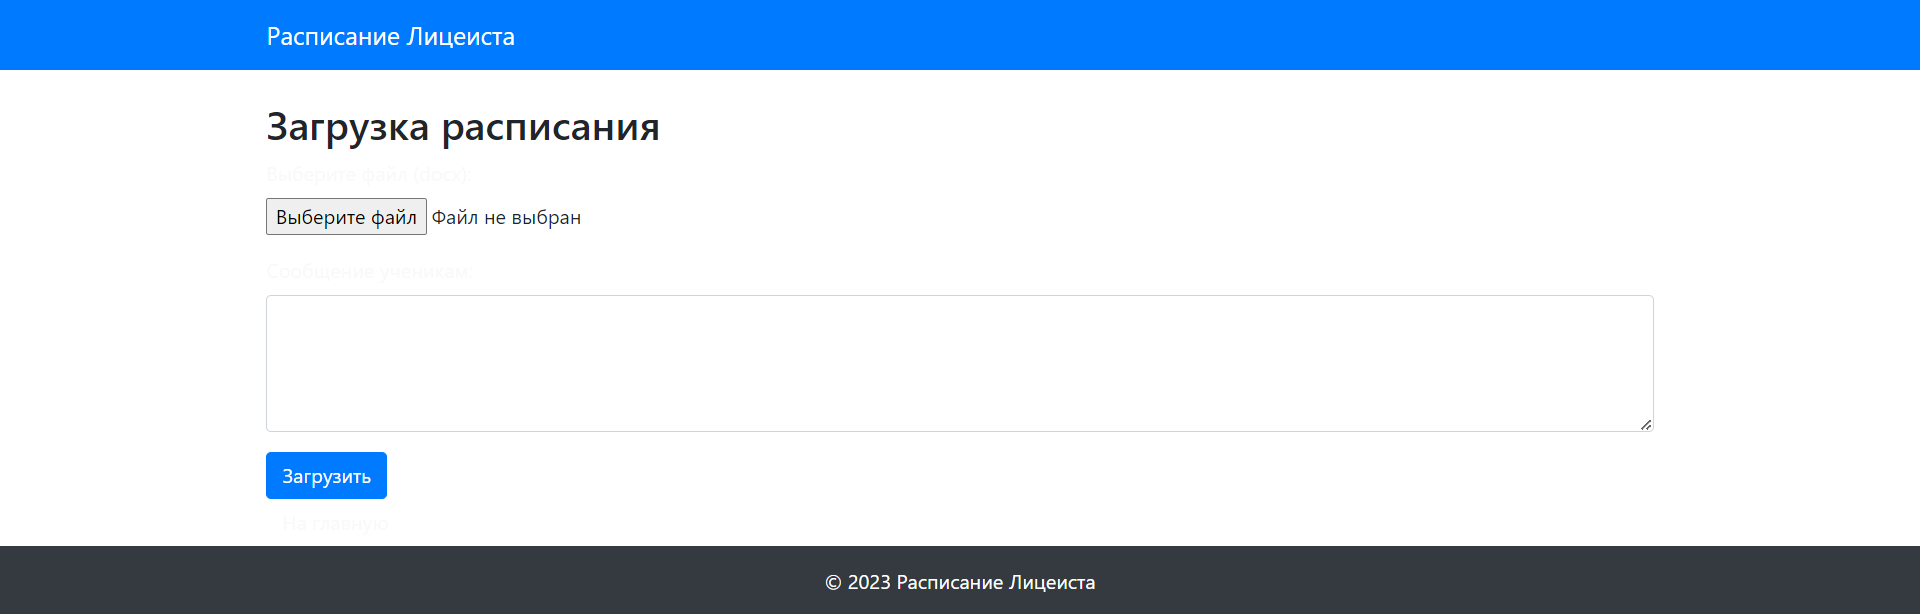 Расписание Лицеиста
Загрузка расписания
Выберите файл (docx):
Выберите файл Файл не выбран
Сообщение ученикам:
Загрузить
На главную
© 2023 Расписание Лицеиста